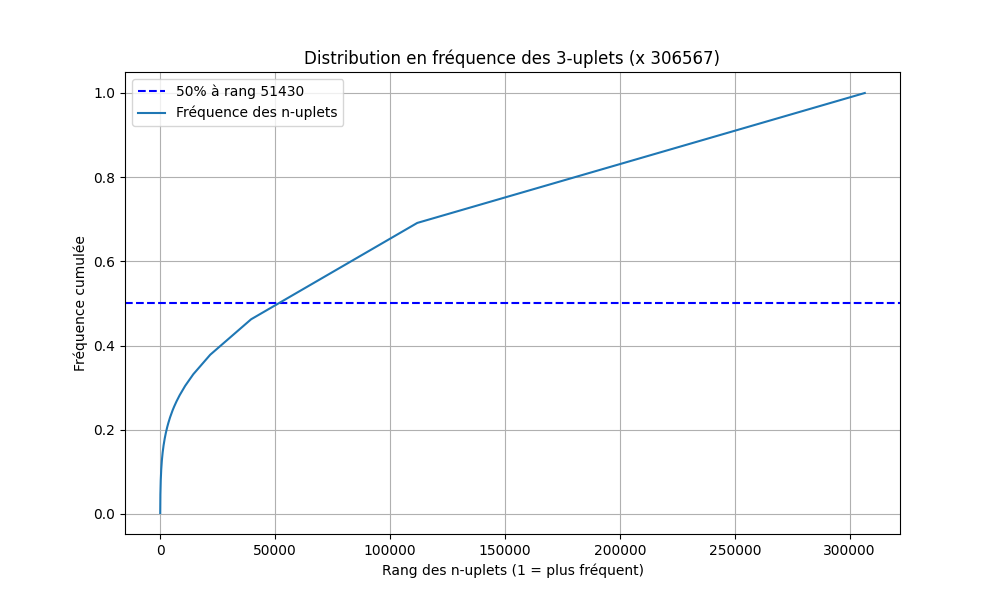 Distribution en fréquence des 3-uplets (x 306567)
50% à rang 51430
Fréquence des n-uplets
1.0
0.8
0.6
0.4
0.2
0.0
Fréquence cumulée
0 50000 100000 150000 200000 250000 300000
Rang des n-uplets (1 = plus fréquent)